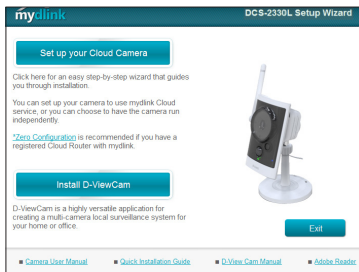 mydlink
DCS-2330L Setup Wizard
Set up your Cloud Camera
Click here for an easy step-by-step wizard that guides
you through installation.
You can set up your camera to use mydlink Cloud
service, or you can choose to have the camera run
independently.
*Zero Configuration is recommended if you have a
registered Cloud Router with mydlink.
Install D-ViewCam
D-ViewCam is a highly versatile application for
creating a multi-camera local surveillance system for
your home or office.
Exit
Camera User Manual
Quick Installation Guide
D-View Cam Manual
Adobe Reader